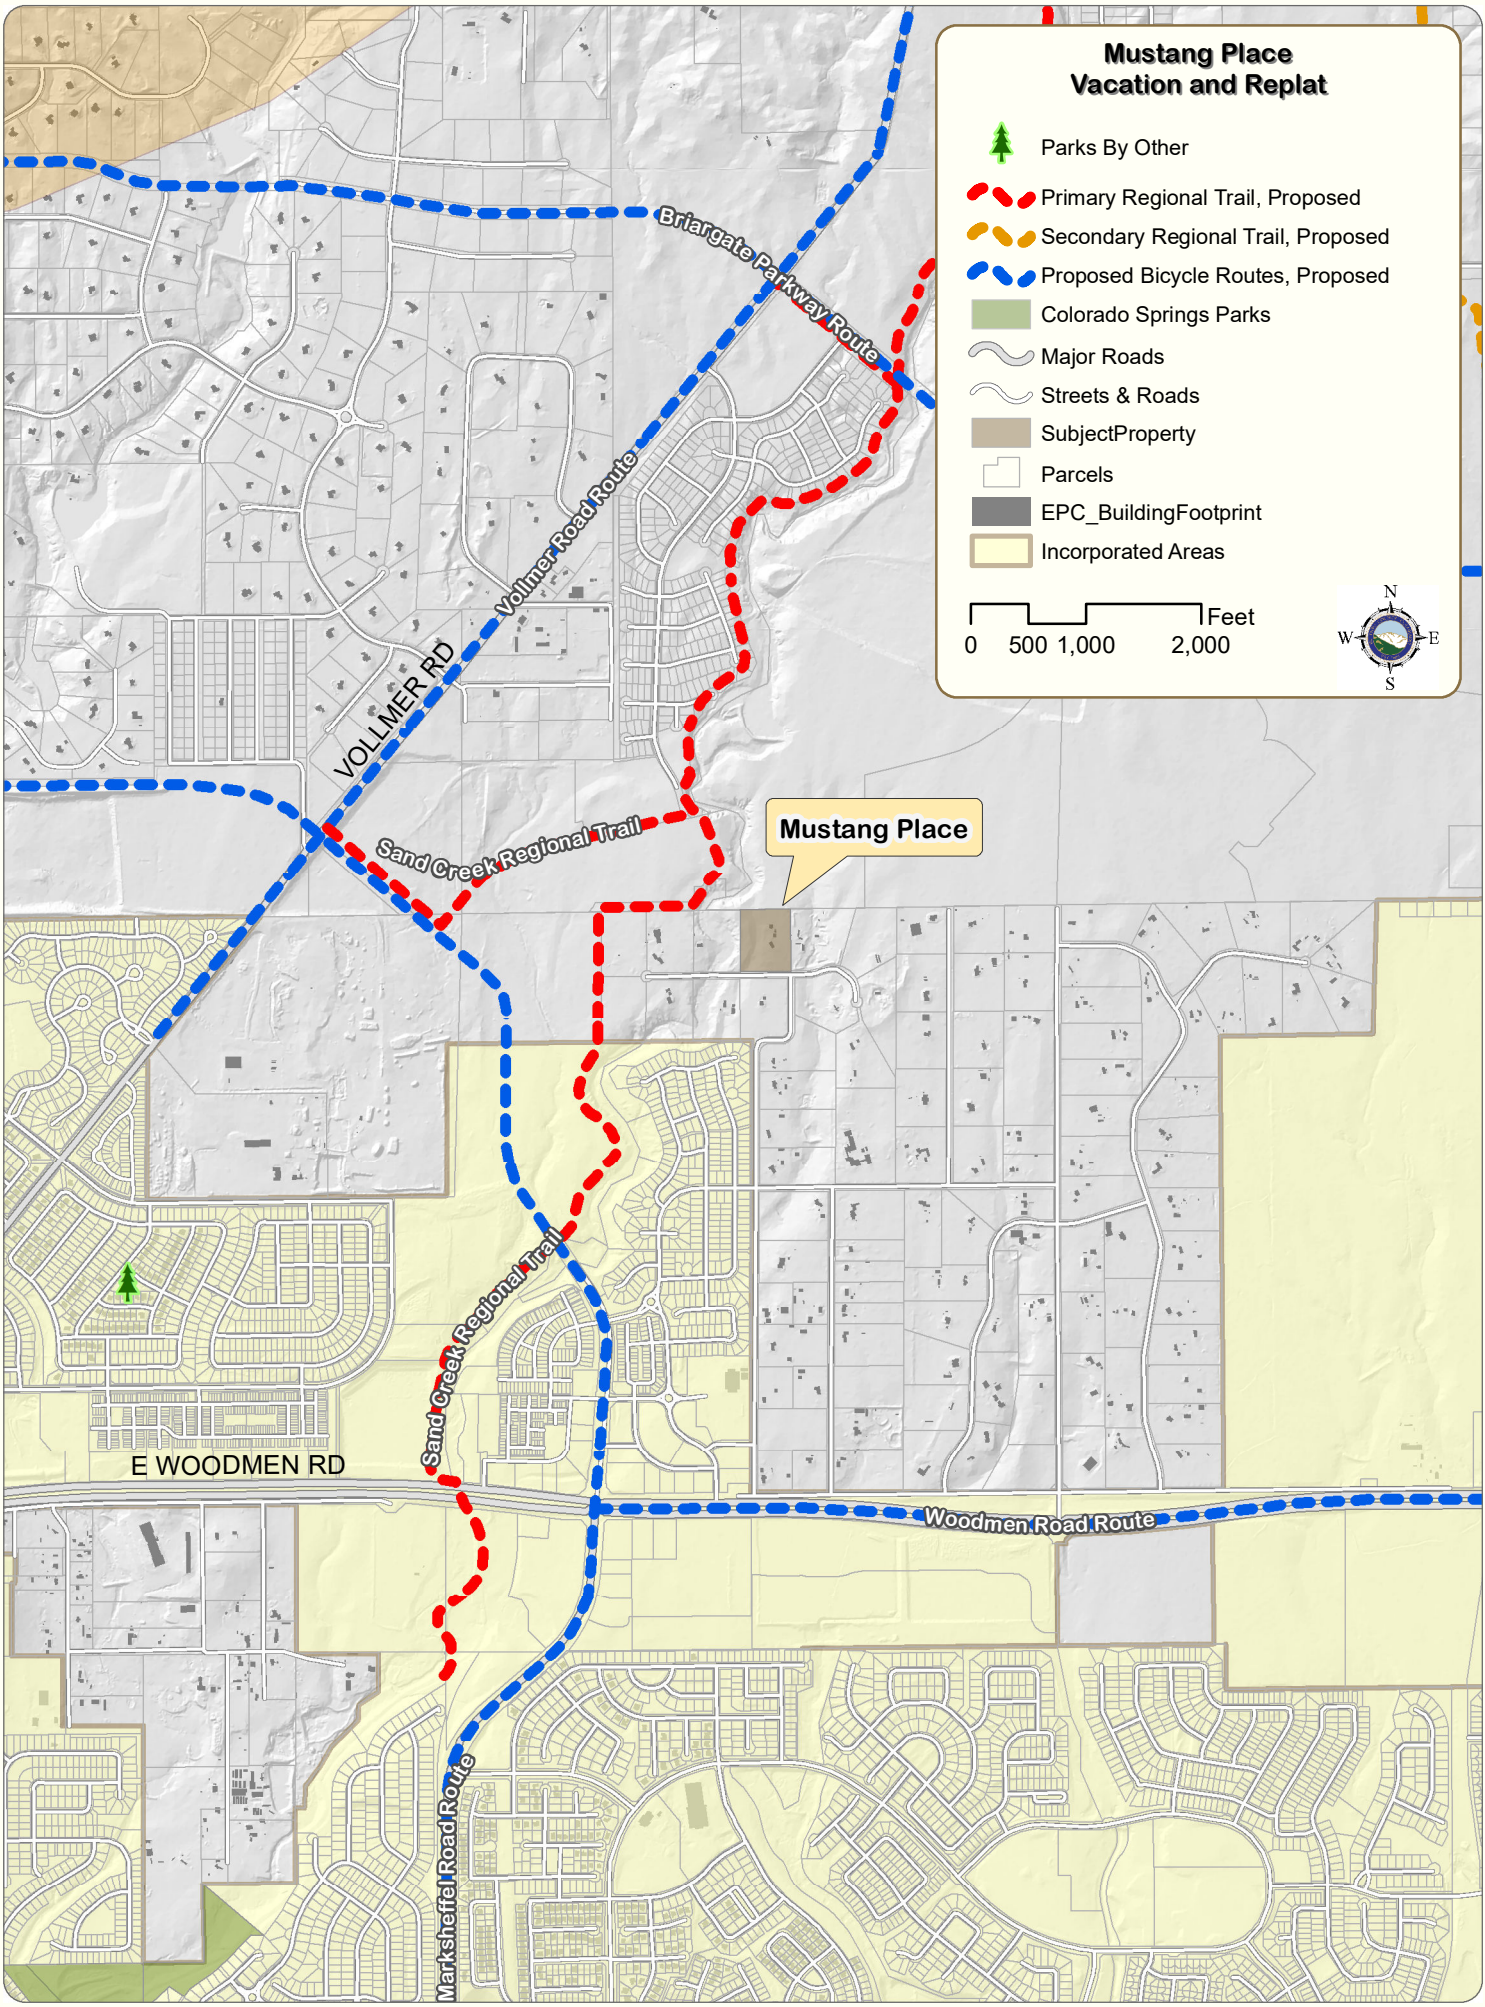 Mustang Place
Vacation and Replat
Parks By Other
Primary Regional Trail, Proposed
Secondary Regional Trail, Proposed
Proposed Bicycle Routes, Proposed
Colorado Springs Parks
Major Roads
Streets & Roads
SubjectProperty
Parcels
EPC_BuildingFootprint
Incorporated Areas
Feet
0 500 1,000 2,000
N
W E
S
Briargate Parkway Route
Vollmer Road Route
VOLLMER RD
Sand Creek Regional Trail
Mustang Place
Sand Creek Regional Trail
E WOODMEN RD
Woodmen Road Route
Marksheffel Road Route